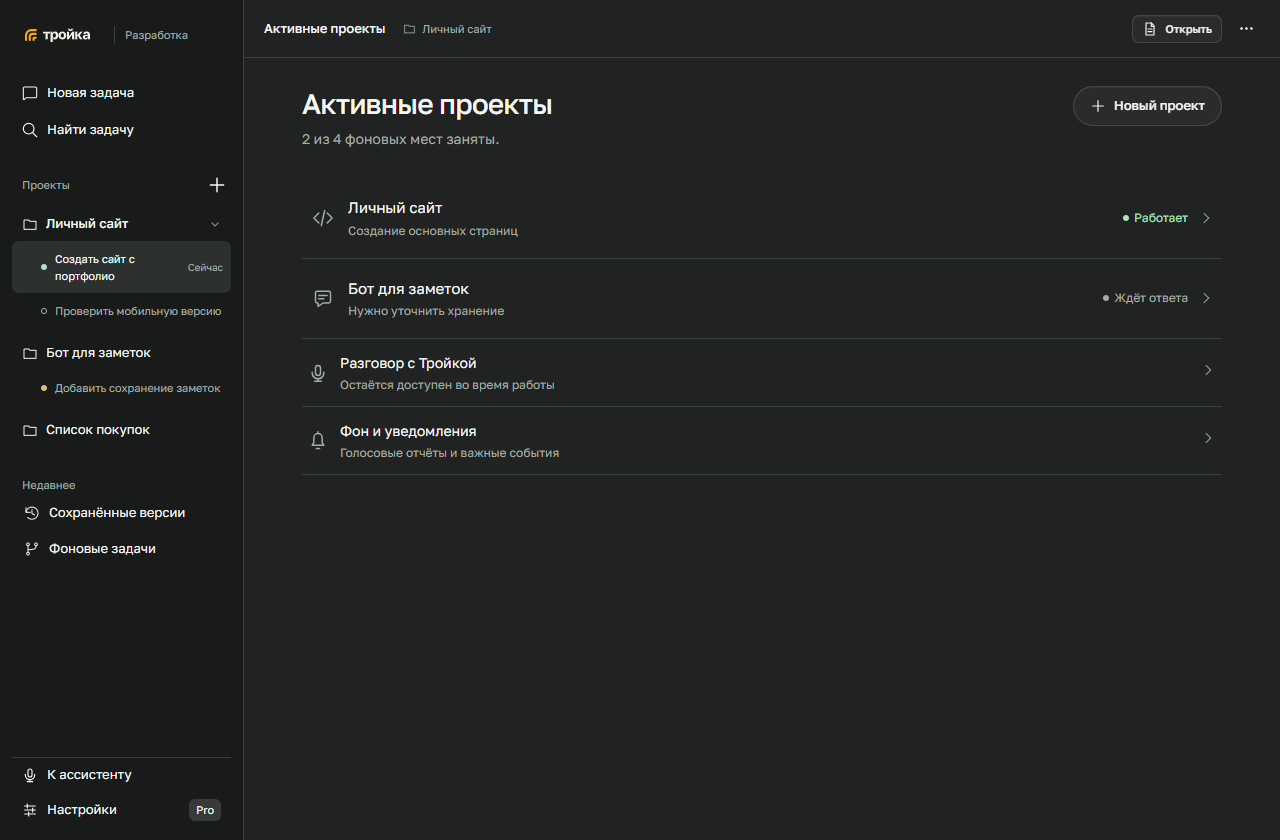 тройка
Разработка
Новая задача
Найти задачу
Проекты
Личный сайт
Создать сайт с
портфолио
Сейчас
Проверить мобильную версию
Бот для заметок
Добавить сохранение заметок
Список покупок
Недавнее
Сохранённые версии
Фоновые задачи
К ассистенту
Настройки
Pro
Активные проекты
Личный сайт
Открыть
Активные проекты
2 из 4 фоновых мест заняты.
Новый проект
Личный сайт
Создание основных страниц
Работает
Бот для заметок
Нужно уточнить хранение
Ждёт ответа
Разговор с Тройкой
Остаётся доступен во время работы
Фон и уведомления
Голосовые отчёты и важные события